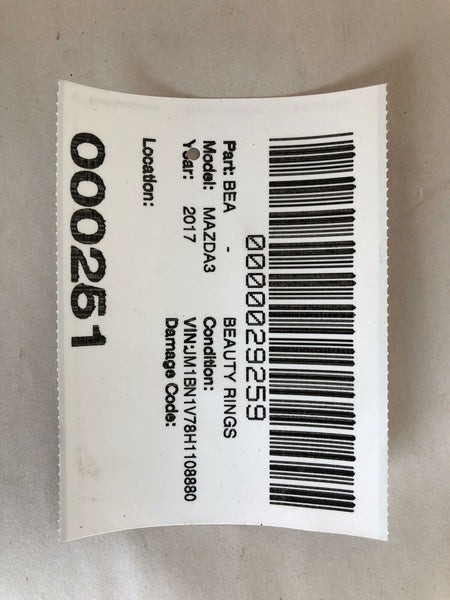 0000029259
Part: BEA - BEAUTY RINGS
Model: MAZDA3 Condition:
Year: 2017 VIN:JM1BN1V78H1108880
Damage Code:
Location:
000261